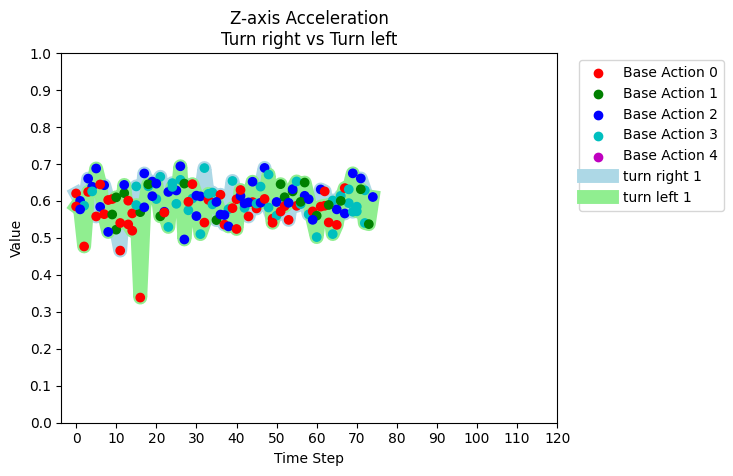 Z-axis Acceleration
Turn right vs Turn left
1.0
0.9
0.8
0.7
0.6
0.5
0.4
0.3
0.2
0.1
0.0
Value
0 10 20 30 40 50 60 70 80 90 100 110 120
Time Step
Base Action 0
Base Action 1
Base Action 2
Base Action 3
Base Action 4
turn right 1
turn left 1